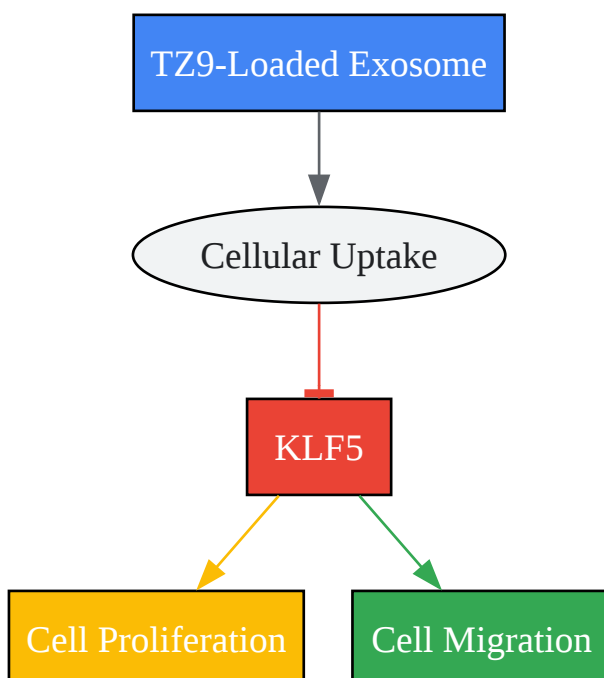 TZ9-Loaded Exosome
Cellular Uptake
KLF5
Cell Proliferation
Cell Migration